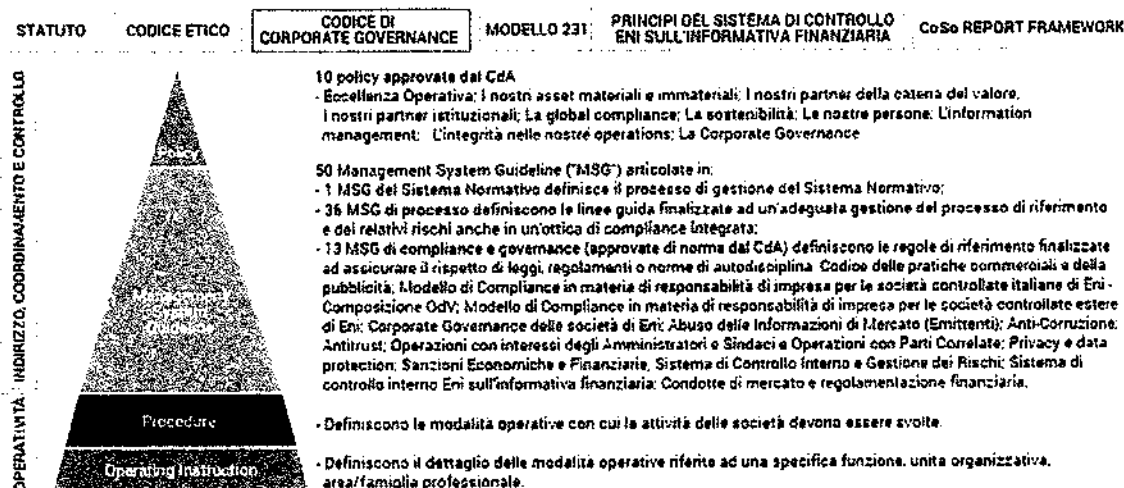 STATUTO
CODICE ETICO
CODICE DI
CORPORATE GOVERNANCE
MODELLO 231
PRINCIPI DEL SISTEMA DI CONTROLLO
ENI SULL'INFORMATIVA FINANZIARIA
CoSo REPORT FRAMEWORK
INDIRIZZO, COORDINAMENTO E CONTROLLO
OPERATIVITÀ
Policy
10 policy approvate dal CdA
- Eccellenza Operativa; I nostri asset materiali e immateriali; I nostri partner della catena del valore,
I nostri partner istituzionali; La global compliance; La sostenibilità; Le nostre persone; L'information
management; L'integrità nelle nostre operations; La Corporate Governance
Management
System
Guideline
50 Management System Guideline ("MSG") articolate in:
- 1 MSG del Sistema Normativo definisce il processo di gestione del Sistema Normativo;
- 36 MSG di processo definiscono le linee guida finalizzate ad un'adeguata gestione del processo di riferimento
e dei relativi rischi anche in un'ottica di compliance integrata;
- 13 MSG di compliance e governance (approvate di norma dal CdA) definiscono le regole di riferimento finalizzate
ad assicurare il rispetto di leggi, regolamenti o norme di autodisciplina. Codice delle pratiche commerciali e della
pubblicità; Modello di Compliance in materia di responsabilità di impresa per le società controllate italiane di Eni -
Composizione OdV; Modello di Compliance in materia di responsabilità di impresa per le società controllate estere
di Eni; Corporate Governance delle società di Eni; Abuso delle Informazioni di Mercato (Emittenti); Anti-Corruzione;
Antitrust; Operazioni con interessi degli Amministratori e Sindaci e Operazioni con Parti Correlate; Privacy e data
protection; Sanzioni Economiche e Finanziarie, Sistema di Controllo Interno e Gestione dei Rischi; Sistema di
controllo interno Eni sull'informativa finanziaria; Condotte di mercato e regolamentazione finanziaria.
Procedure
- Definiscono le modalità operative con cui le attività delle società devono essere svolte.
Operating Instruction
- Definiscono il dettaglio delle modalità operative riferite ad una specifica funzione, unita organizzativa,
area/famiglia professionale.